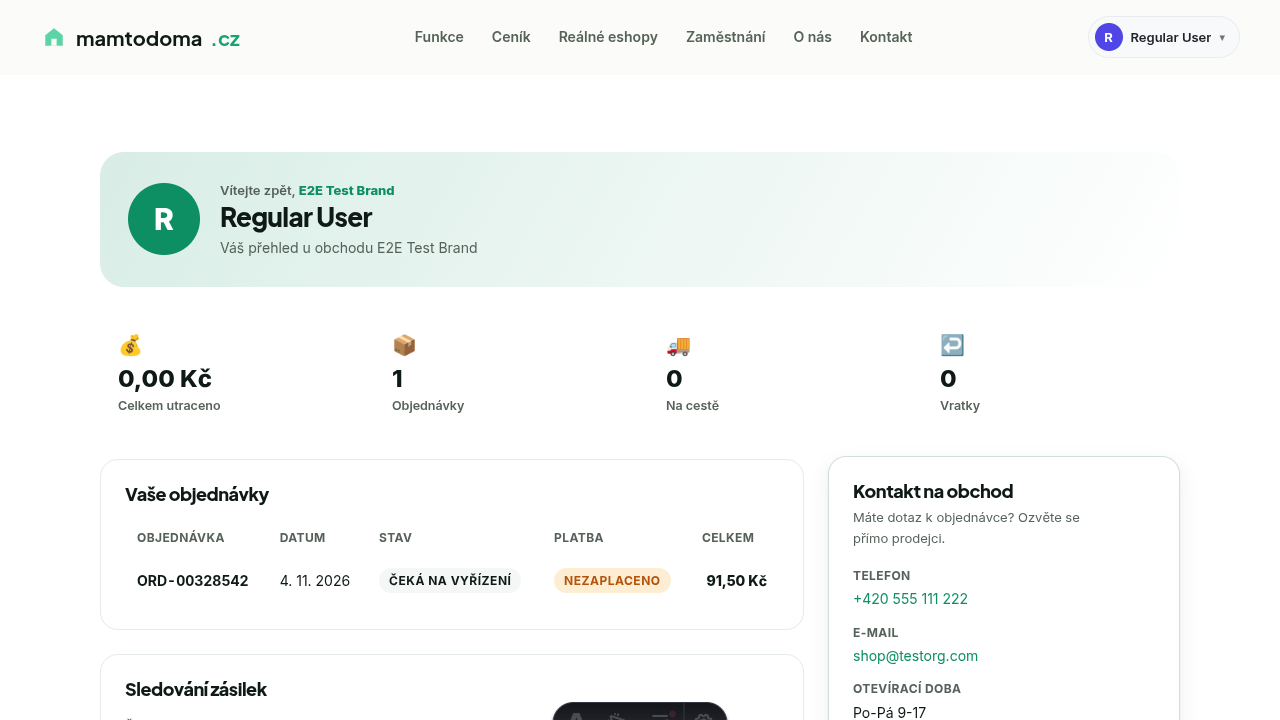 mamtodoma .cz
Funkce
Ceník
Reálné eshopy
Zaměstnání
O nás
Kontakt
R
Regular User ▾
R
Vítejte zpět, E2E Test Brand
Regular User
Váš přehled u obchodu E2E Test Brand
0,00 Kč
Celkem utraceno
1
Objednávky
0
Na cestě
0
Vratky
Vaše objednávky
OBJEDNÁVKA DATUM STAV PLATBA CELKEM
ORD-00328542 4. 11. 2026 ČEKÁ NA VYŘÍZENÍ NEZAPLACENO 91,50 Kč
Sledování zásilek
Kontakt na obchod
Máte dotaz k objednávce? Ozvěte se
přímo prodejci.
TELEFON
+420 555 111 222
E-MAIL
shop@testorg.com
OTEVÍRACÍ DOBA
Po-Pá 9-17